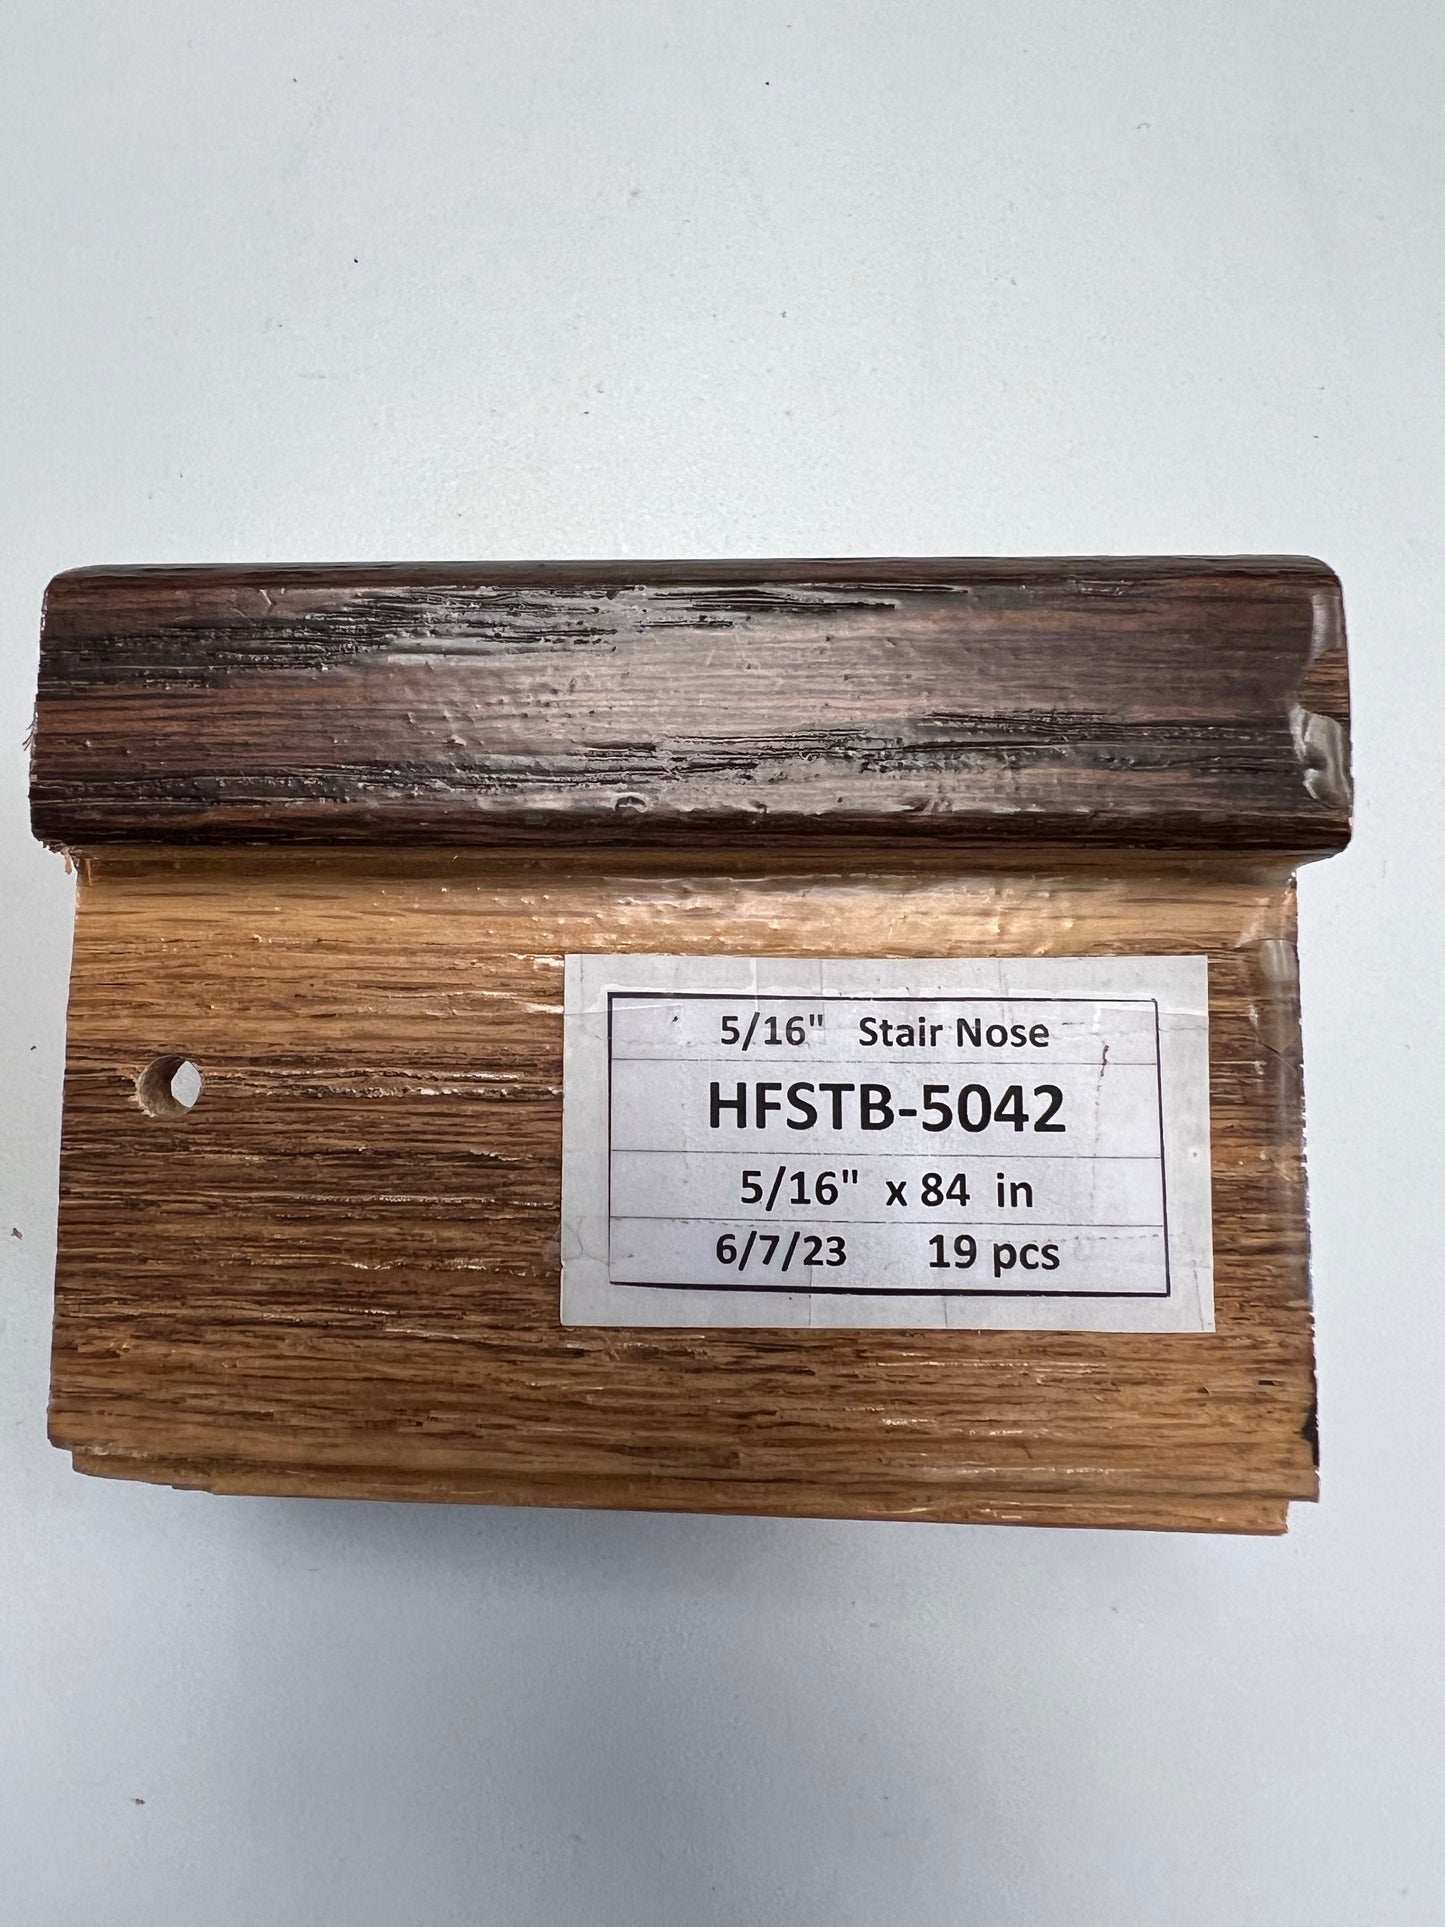 5/16" Stair Nose
HFSTB-5042
5/16" x 84 in
6/7/23 19 pcs